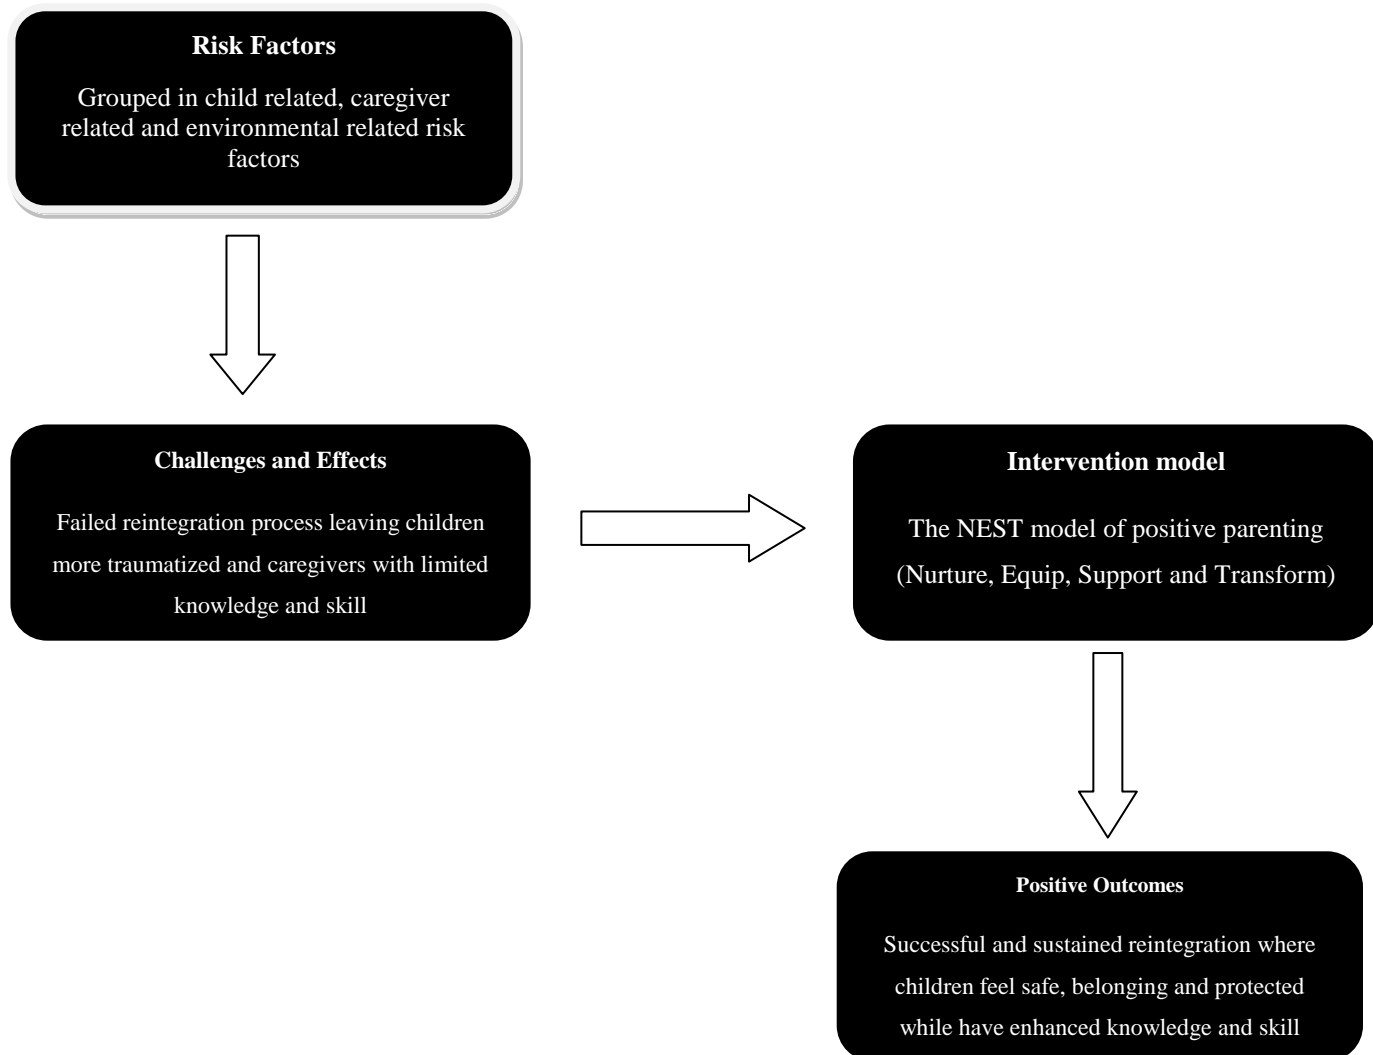 Risk Factors
Grouped in child related, caregiver
related and environmental related risk
factors
Challenges and Effects
Failed reintegration process leaving children
more traumatized and caregivers with limited
knowledge and skill
Intervention model
The NEST model of positive parenting
(Nurture, Equip, Support and Transform)
Positive Outcomes
Successful and sustained reintegration where
children feel safe, belonging and protected
while have enhanced knowledge and skill